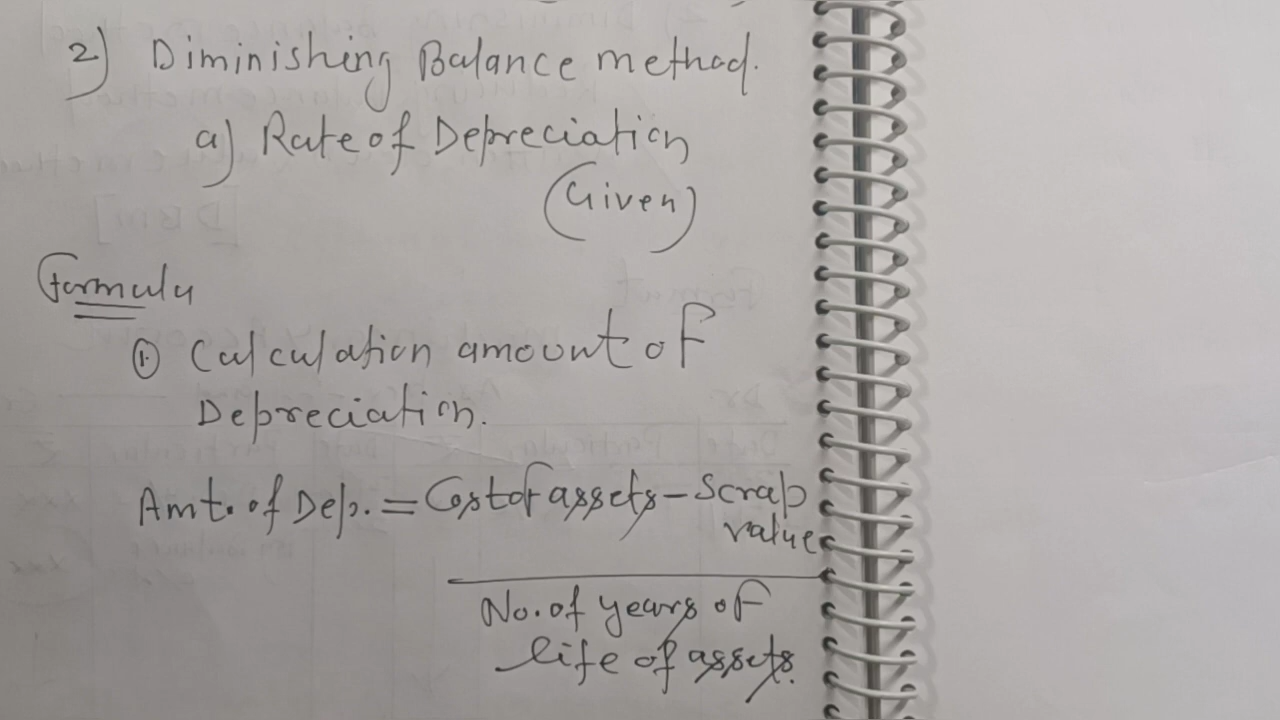 2) Diminishing Balance method.
a) Rate of Depreciation
(Given)
Formula
① Calculation amount of
Depreciation.
Amt. of Dep. = Cost of assets - Scrap
value
No. of years of
life of assets.